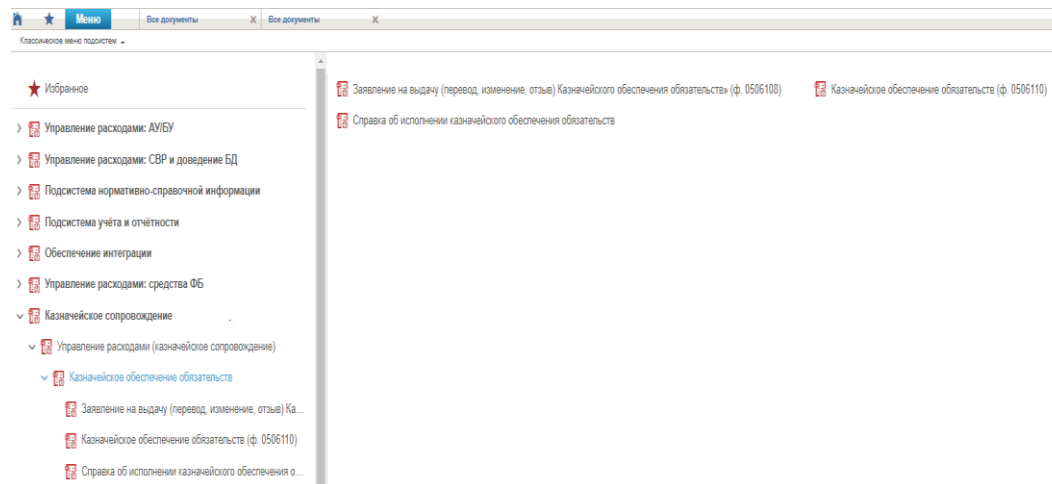 Меню
Все документы X
Все документы X
Классическое меню подсистем
Избранное
Управление расходами: АУ/БУ
Управление расходами: СВР и доведение БД
Подсистема нормативно-справочной информации
Подсистема учёта и отчётности
Обеспечение интеграции
Управление расходами: средства ФБ
Казначейское сопровождение
Управление расходами (казначейское сопровождение)
Казначейское обеспечение обязательств
Заявление на выдачу (перевод, изменение, отзыв) Ка...
Казначейское обеспечение обязательств (ф. 0506110)
Справка об исполнении казначейского обеспечения о...
Заявление на выдачу (перевод, изменение, отзыв) Казначейского обеспечения обязательств» (ф. 0506108)
Казначейское обеспечение обязательств (ф. 0506110)
Справка об исполнении казначейского обеспечения обязательств